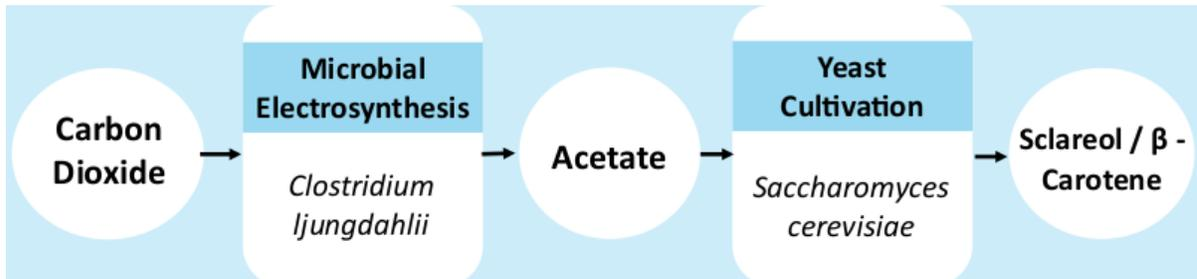 Carbon
Dioxide
Microbial
Electrosynthesis
Clostridium
ljungdahlii
Acetate
Yeast
Cultivation
Saccharomyces
cerevisiae
Sclareol / β -
Carotene